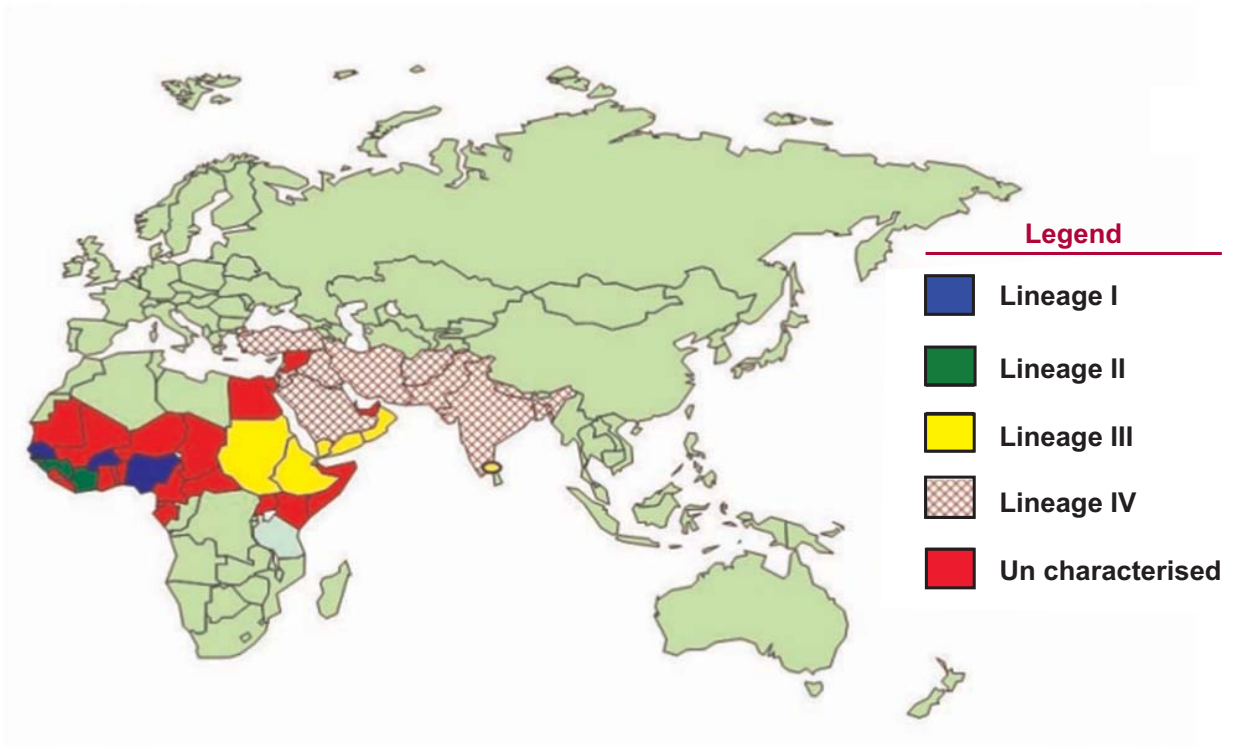 Legend
Lineage I
Lineage II
Lineage III
Lineage IV
Un characterised